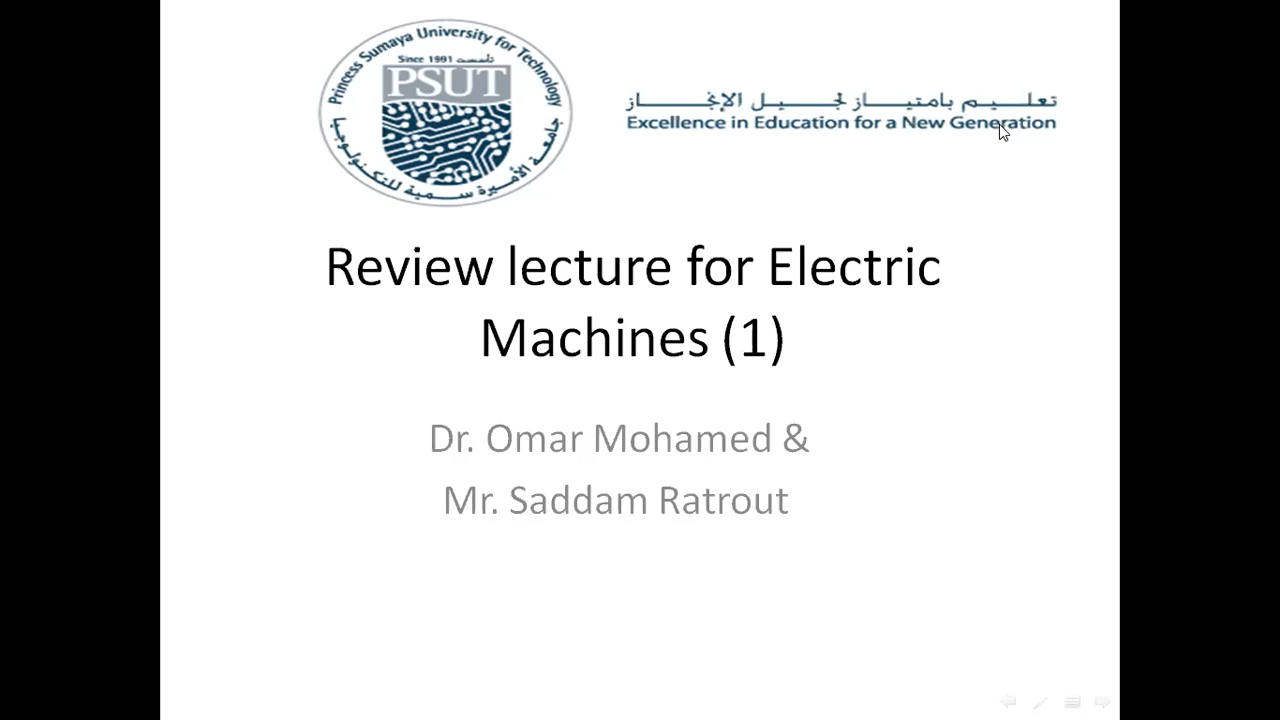 Princess Sumaya University for Technology
Since 1991 تأسست
PSUT
جامعة الأميرة سمية للتكنولوجيا
تعليم بامتياز لجيل الإنجاز
Excellence in Education for a New Generation
Review lecture for Electric
Machines (1)
Dr. Omar Mohamed &
Mr. Saddam Ratrout